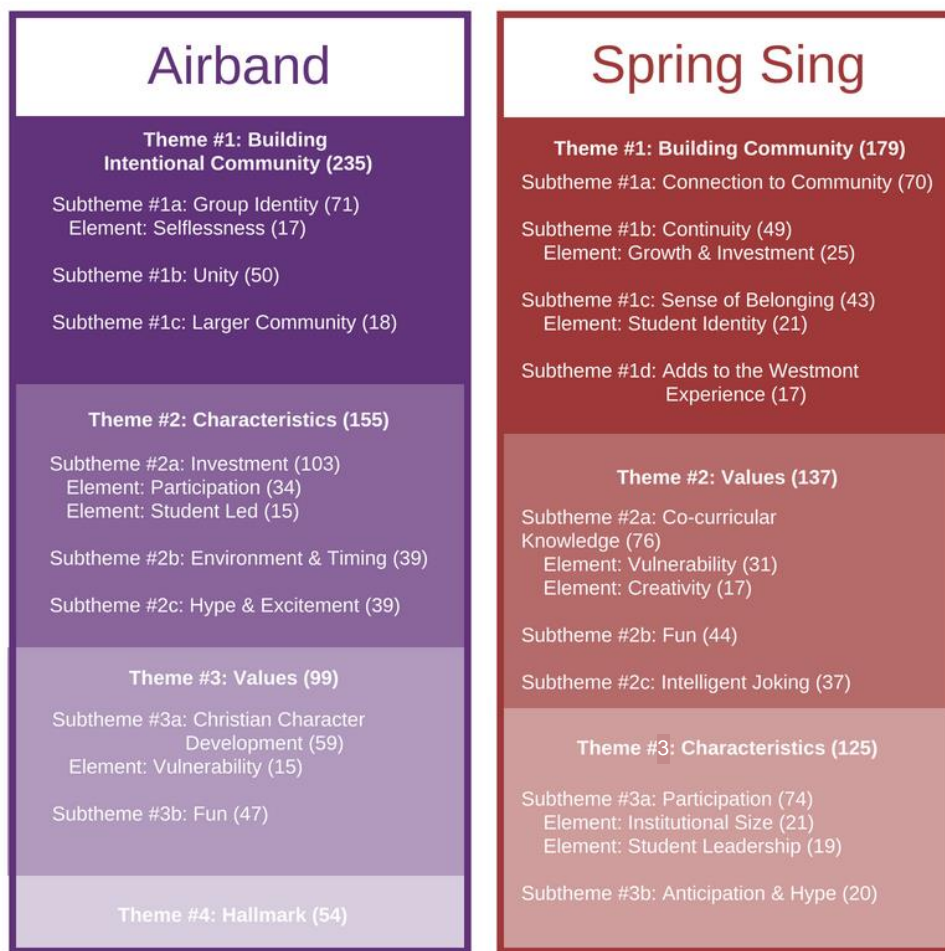 Airband
Theme #1: Building
Intentional Community (235)
Subtheme #1a: Group Identity (71)
Element: Selflessness (17)
Subtheme #1b: Unity (50)
Subtheme #1c: Larger Community (18)
Theme #2: Characteristics (155)
Subtheme #2a: Investment (103)
Element: Participation (34)
Element: Student Led (15)
Subtheme #2b: Environment & Timing (39)
Subtheme #2c: Hype & Excitement (39)
Theme #3: Values (99)
Subtheme #3a: Christian Character
Development (59)
Element: Vulnerability (15)
Subtheme #3b: Fun (47)
Theme #4: Hallmark (54)
Spring Sing
Theme #1: Building Community (179)
Subtheme #1a: Connection to Community (70)
Subtheme #1b: Continuity (49)
Element: Growth & Investment (25)
Subtheme #1c: Sense of Belonging (43)
Element: Student Identity (21)
Subtheme #1d: Adds to the Westmont
Experience (17)
Theme #2: Values (137)
Subtheme #2a: Co-curricular
Knowledge (76)
Element: Vulnerability (31)
Element: Creativity (17)
Subtheme #2b: Fun (44)
Subtheme #2c: Intelligent Joking (37)
Theme #3: Characteristics (125)
Subtheme #3a: Participation (74)
Element: Institutional Size (21)
Element: Student Leadership (19)
Subtheme #3b: Anticipation & Hype (20)